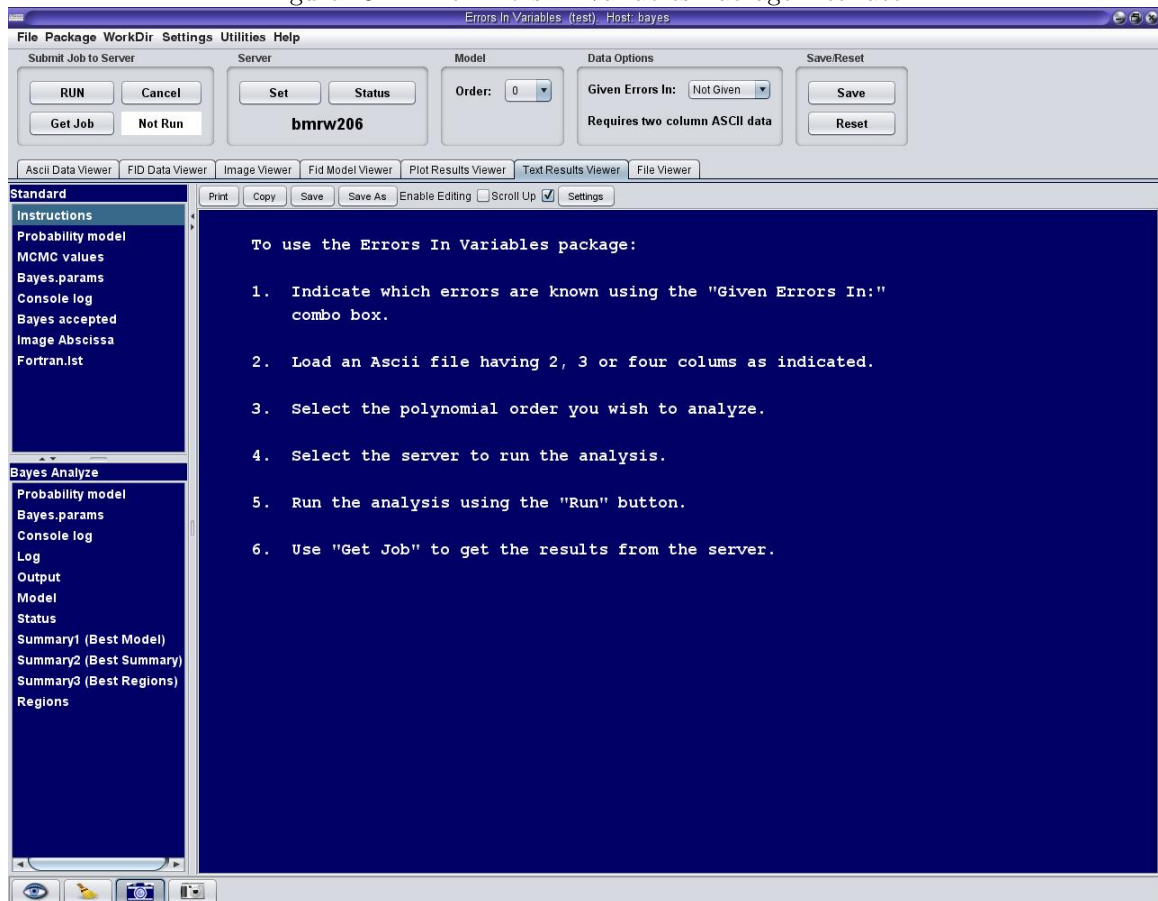 Errors In Variables (test). Host: bayes
File Package WorkDir Settings Utilities Help
Submit Job to Server
Server
Model
Data Options
Save/Reset
RUN
Cancel
Set
Status
Order: 0
Given Errors In: Not Given
Save
Get Job
Not Run
bmrw206
Requires two column ASCII data
Reset
Ascii Data Viewer
FID Data Viewer
Image Viewer
Fid Model Viewer
Plot Results Viewer
Text Results Viewer
File Viewer
Standard
Print
Copy
Save
Save As
Enable Editing
Scroll Up
Settings
Instructions
Probability model
MCMC values
Bayes.params
Console log
Bayes accepted
Image Abscissa
Fortran.lst
To use the Errors In Variables package:
1. Indicate which errors are known using the "Given Errors In:"
combo box.
2. Load an Ascii file having 2, 3 or four colums as indicated.
3. Select the polynomial order you wish to analyze.
4. Select the server to run the analysis.
5. Run the analysis using the "Run" button.
6. Use "Get Job" to get the results from the server.
Bayes Analyze
Probability model
Bayes.params
Console log
Log
Output
Model
Status
Summary1 (Best Model)
Summary2 (Best Summary)
Summary3 (Best Regions)
Regions